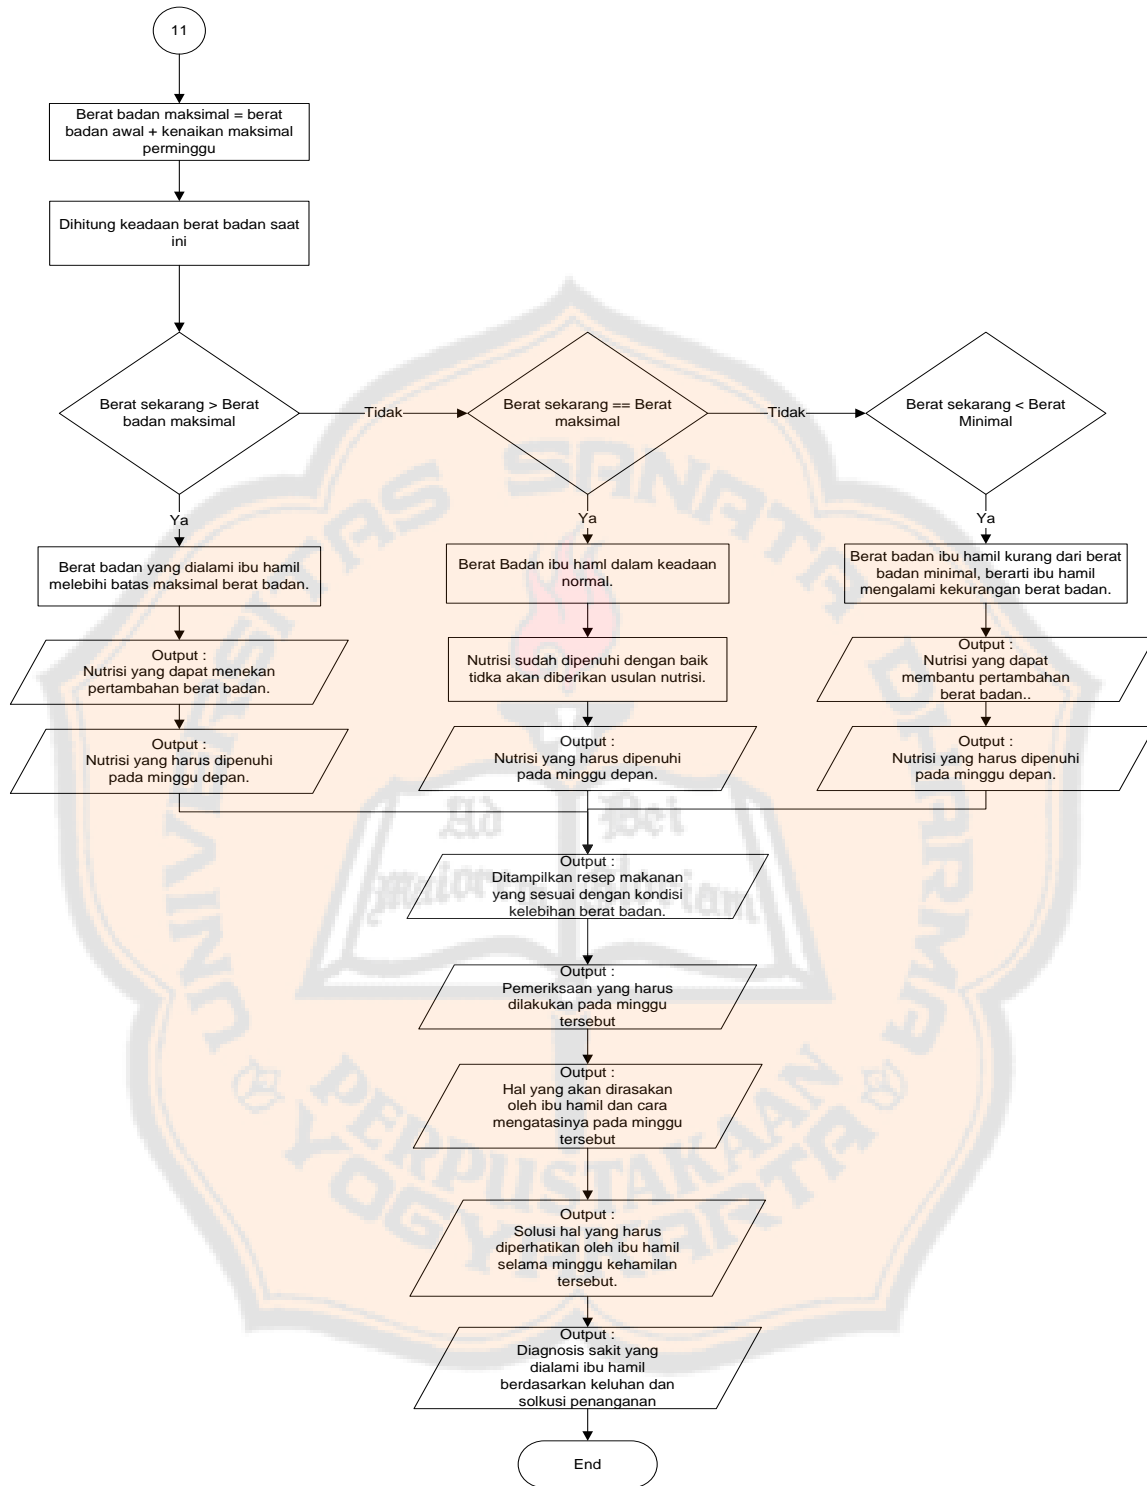 11
Berat badan maksimal = berat
badan awal + kenaikan maksimal
perminggu
Dihitung keadaan berat badan saat
ini
Berat sekarang > Berat
badan maksimal
Tidak
Berat sekarang == Berat
maksimal
Tidak
Berat sekarang < Berat
Minimal
Ya
Ya
Ya
Berat badan yang dialami ibu hamil
melebihi batas maksimal berat badan.
Berat Badan ibu haml dalam keadaan
normal.
Berat badan ibu hamil kurang dari berat
badan minimal, berarti ibu hamil
mengalami kekurangan berat badan.
Output :
Nutrisi yang dapat menekan
pertambahan berat badan.
Nutrisi sudah dipenuhi dengan baik
tidka akan diberikan usulan nutrisi.
Output :
Nutrisi yang dapat
membantu pertambahan
berat badan..
Output :
Nutrisi yang harus dipenuhi
pada minggu depan.
Output :
Nutrisi yang harus dipenuhi
pada minggu depan.
Output :
Nutrisi yang harus dipenuhi
pada minggu depan.
Output :
Ditampilkan resep makanan
yang sesuai dengan kondisi
kelebihan berat badan.
Output :
Pemeriksaan yang harus
dilakukan pada minggu
tersebut
Output :
Hal yang akan dirasakan
oleh ibu hamil dan cara
mengatasinya pada minggu
tersebut
Output :
Solusi hal yang harus
diperhatikan oleh ibu hamil
selama minggu kehamilan
tersebut.
Output :
Diagnosis sakit yang
dialami ibu hamil
berdasarkan keluhan dan
solkusi penanganan
End
UNIVERSITAS SANATA DHARMA
Ad Dei
maiorem gloriam
PERPUSTAKAAN
YOGYAKARTA